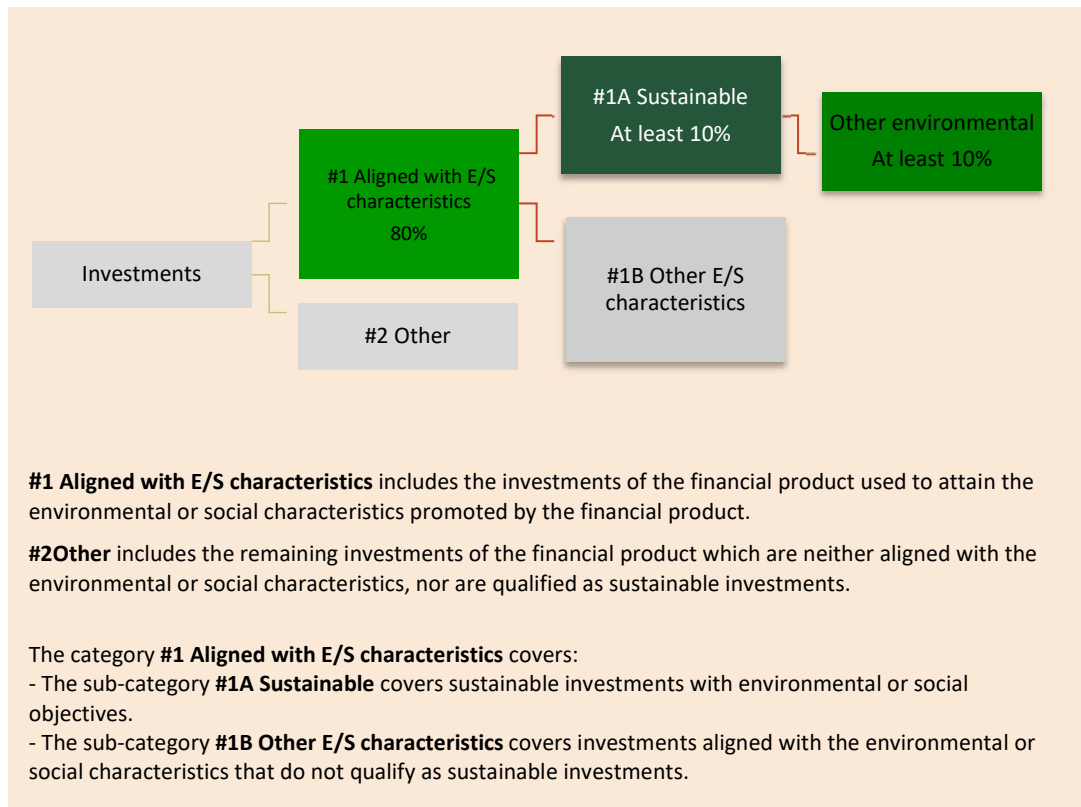 #1A Sustainable
At least 10%
Other environmental
At least 10%
#1 Aligned with E/S
characteristics
80%
Investments
#1B Other E/S
characteristics
#2 Other
#1 Aligned with E/S characteristics includes the investments of the financial product used to attain the
environmental or social characteristics promoted by the financial product.
#2Other includes the remaining investments of the financial product which are neither aligned with the
environmental or social characteristics, nor are qualified as sustainable investments.
The category #1 Aligned with E/S characteristics covers:
- The sub-category #1A Sustainable covers sustainable investments with environmental or social
objectives.
- The sub-category #1B Other E/S characteristics covers investments aligned with the environmental or
social characteristics that do not qualify as sustainable investments.